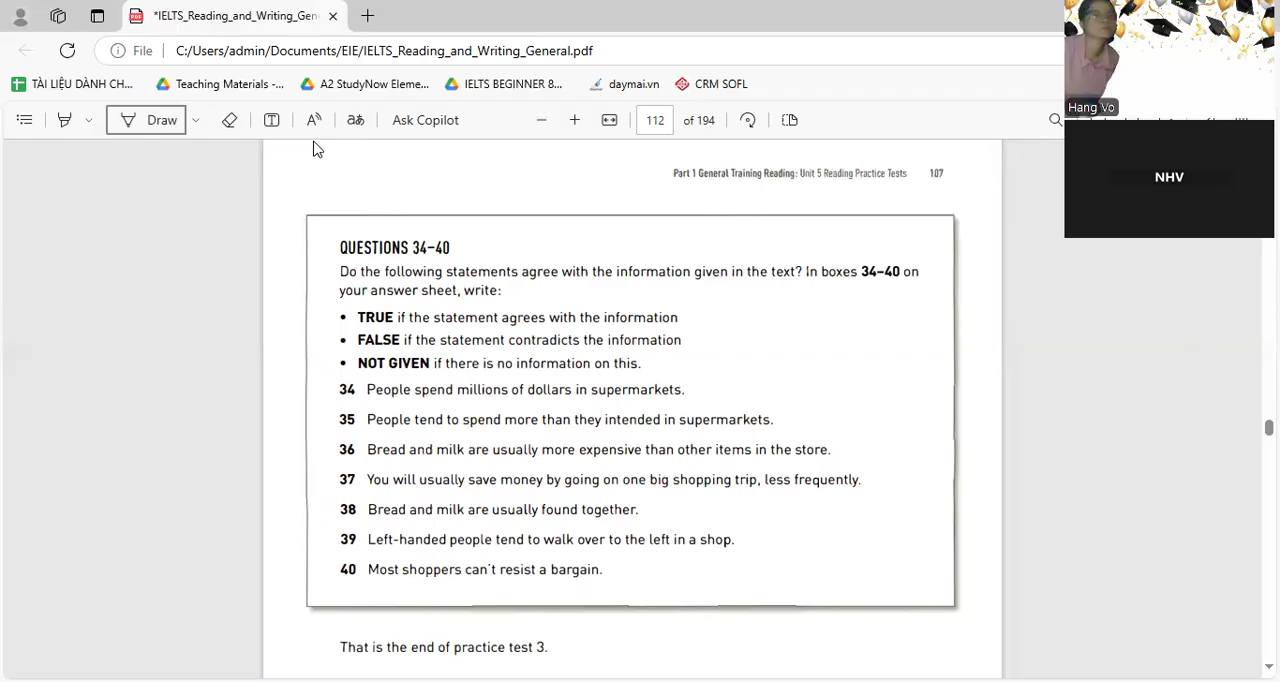 *IELTS_Reading_and_Writing_Gen
File
C:/Users/admin/Documents/EIE/IELTS_Reading_and_Writing_General.pdf
TÀI LIỆU DÀNH CH...
Teaching Materials -...
A2 StudyNow Eleme...
IELTS BEGINNER 8...
daymai.vn
CRM SOFL
Hang Vo
Draw
Ask Copilot
112 of 194
NHV
Part 1 General Training Reading: Unit 5 Reading Practice Tests 107
QUESTIONS 34–40
Do the following statements agree with the information given in the text? In boxes 34–40 on
your answer sheet, write:
• TRUE if the statement agrees with the information
• FALSE if the statement contradicts the information
• NOT GIVEN if there is no information on this.
34 People spend millions of dollars in supermarkets.
35 People tend to spend more than they intended in supermarkets.
36 Bread and milk are usually more expensive than other items in the store.
37 You will usually save money by going on one big shopping trip, less frequently.
38 Bread and milk are usually found together.
39 Left-handed people tend to walk over to the left in a shop.
40 Most shoppers can't resist a bargain.
That is the end of practice test 3.